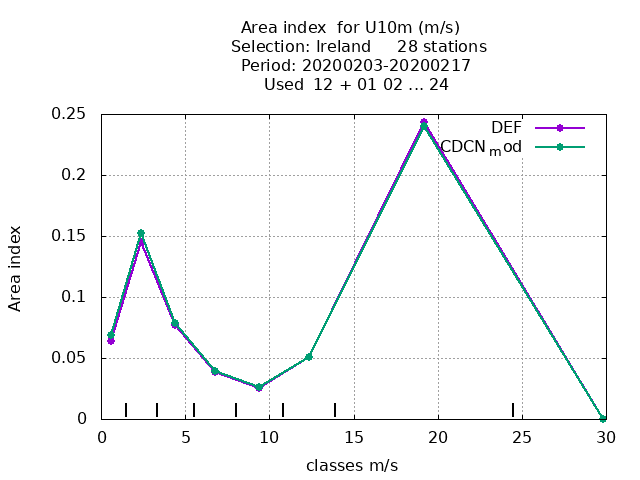 Area index  for U10m (m/s)
Selection: Ireland     28 stations
Period: 20200203-20200217
Used  12 + 01 02 ... 24
DEF
CDCN_mod
Area index
0.25
0.2
0.15
0.1
0.05
0
0 5 10 15 20 25 30
classes m/s